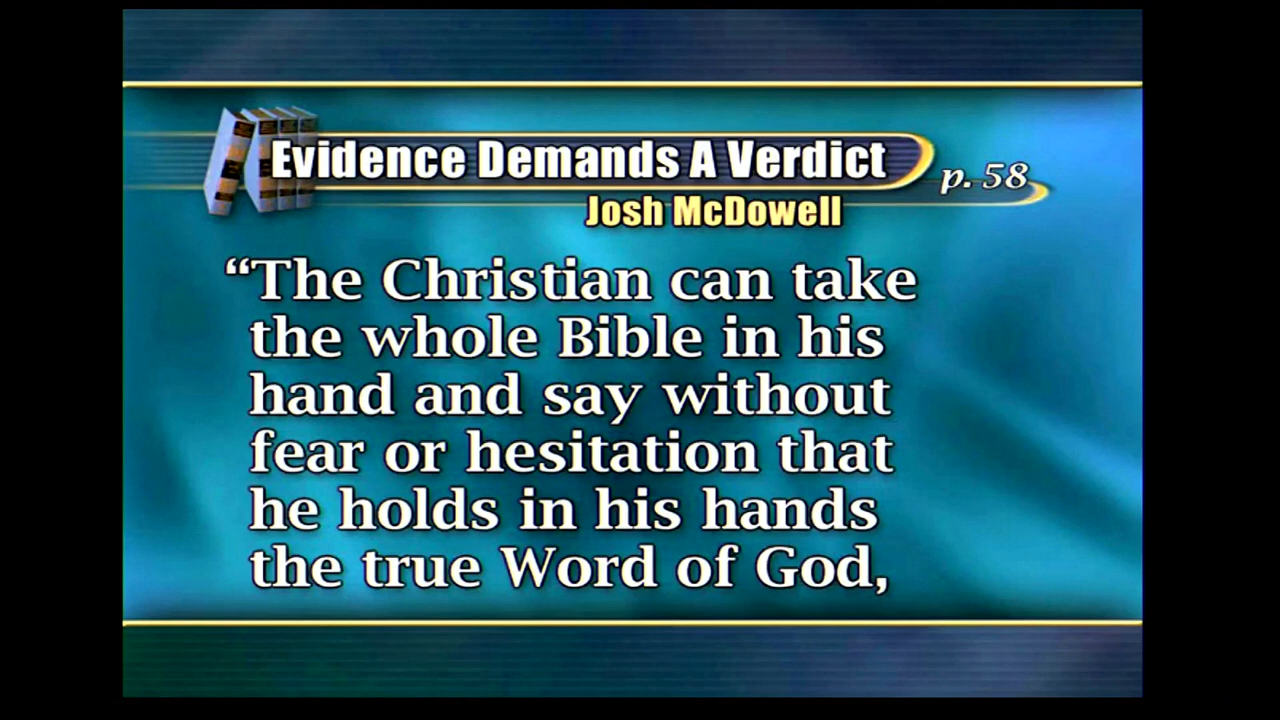 Evidence Demands A Verdict p. 58
Josh McDowell
“The Christian can take
the whole Bible in his
hand and say without
fear or hesitation that
he holds in his hands
the true Word of God,